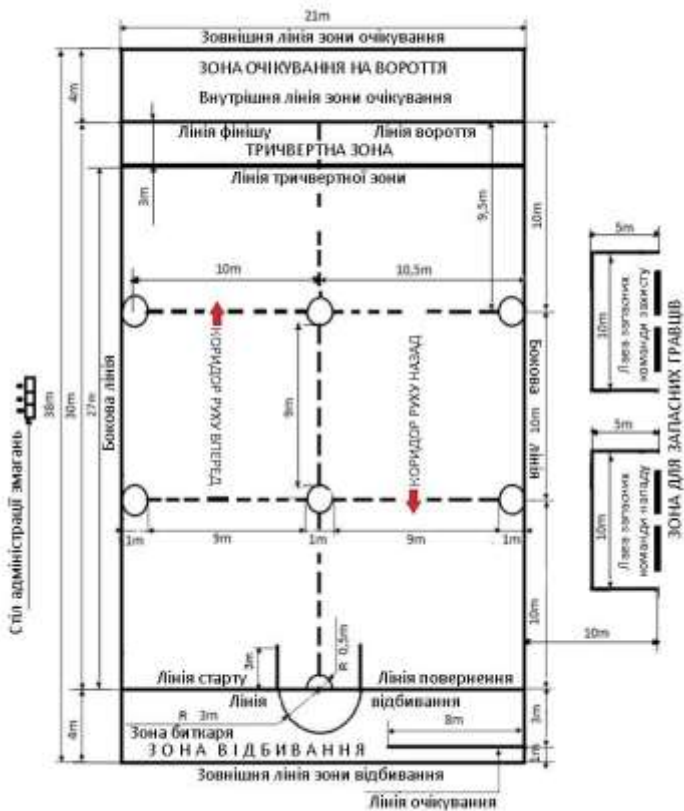 21m
Зовнішня лінія зони очікування
ЗОНА ОЧІКУВАННЯ НА ВОРОТТЯ
4m
Внутрішня лінія зони очікування
Лінія фінішу
Лінія вороття
ТРИЧВЕРТНА ЗОНА
3m
Лінія тричвертної зони
9,5m
10m
10m
10,5m
5m
10m
Лава запасних
команди захисту
КОРИДОР РУХУ ВПЕРЕД
9m
КОРИДОР РУХУ НАЗАД
Бокова лінія
10m
Бокова лінія
38m
30m
27m
Стіл адміністрації змагань
5m
10m
Лава запасних
команди нападу
ЗОНА ДЛЯ ЗАПАСНИХ ГРАВЦІВ
1m
9m
1m
9m
1m
10m
10m
3m
R 0,5m
Лінія старту
Лінія повернення
Лінія відбивання
R 3m
8m
3m
4m
Зона биткаря
ЗОНА ВІДБИВАННЯ
1m
Зовнішня лінія зони відбивання
Лінія очікування